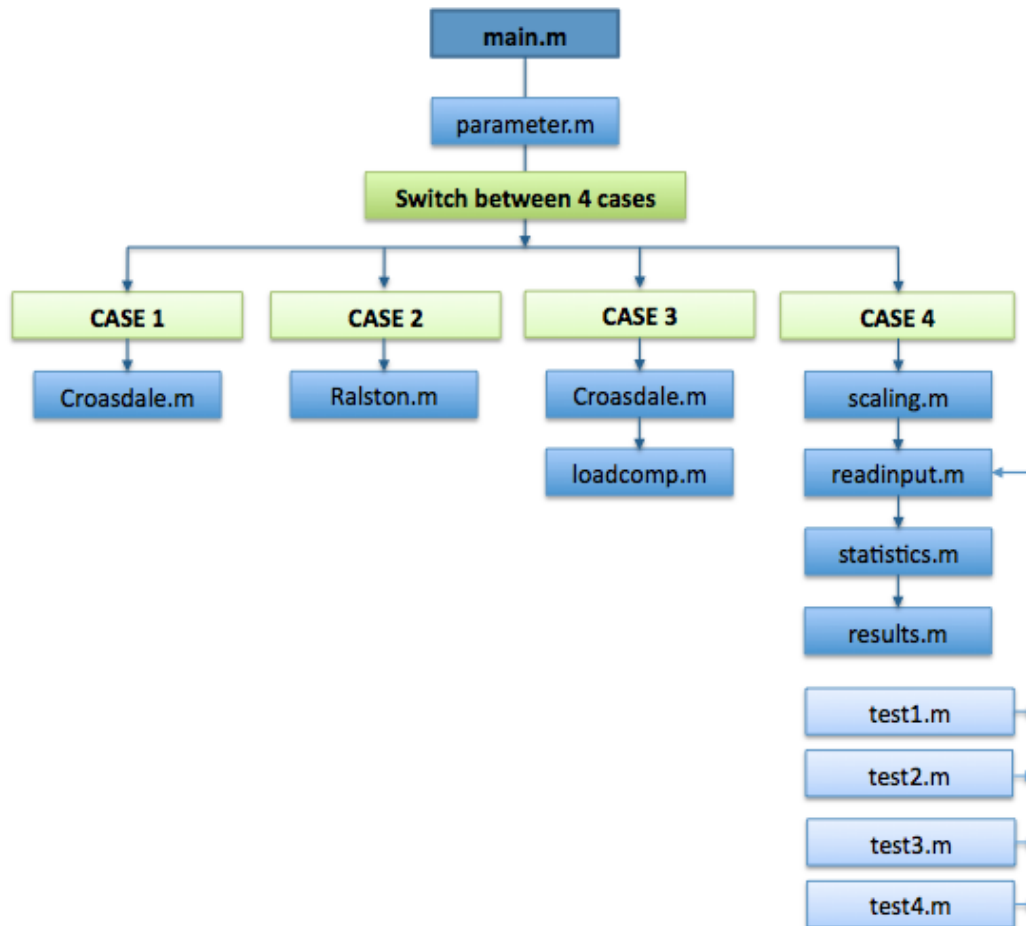 main.m
parameter.m
Switch between 4 cases
CASE 1
CASE 2
CASE 3
CASE 4
Croasdale.m
Ralston.m
Croasdale.m
scaling.m
loadcomp.m
readinput.m
statistics.m
results.m
test1.m
test2.m
test3.m
test4.m